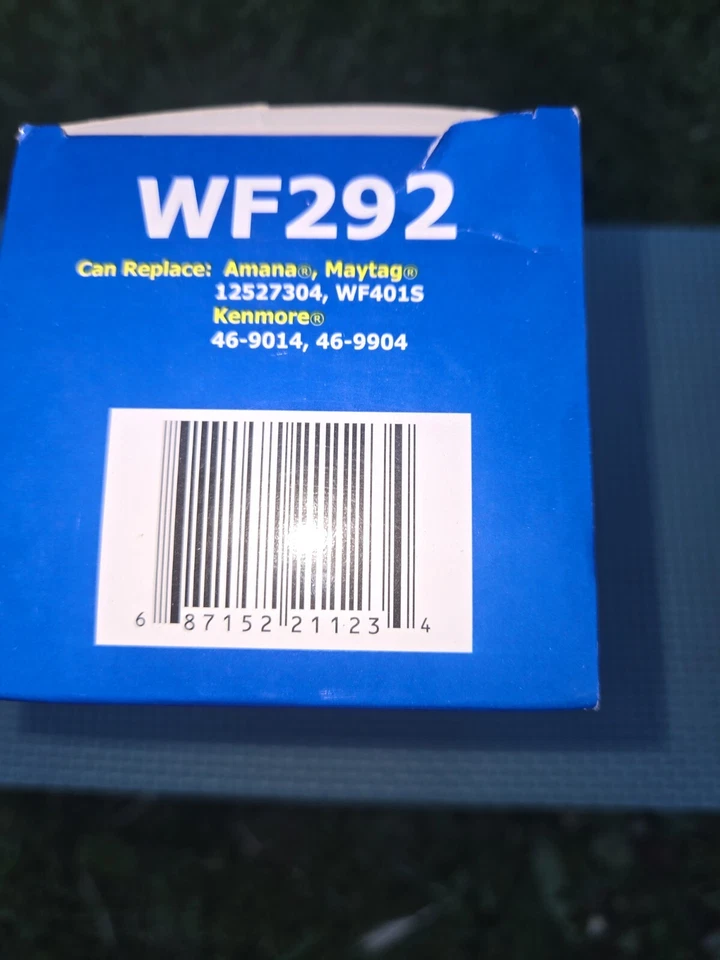 WF292
Can Replace: Amana®, Maytag®
12527304, WF401S
Kenmore®
46-9014, 46-9904
6 87152 21123 4